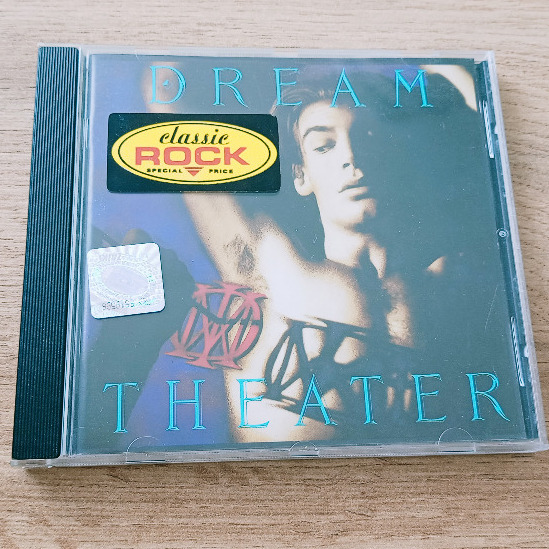 DREAM
classic
ROCK
SPECIAL PRICE
THEATER